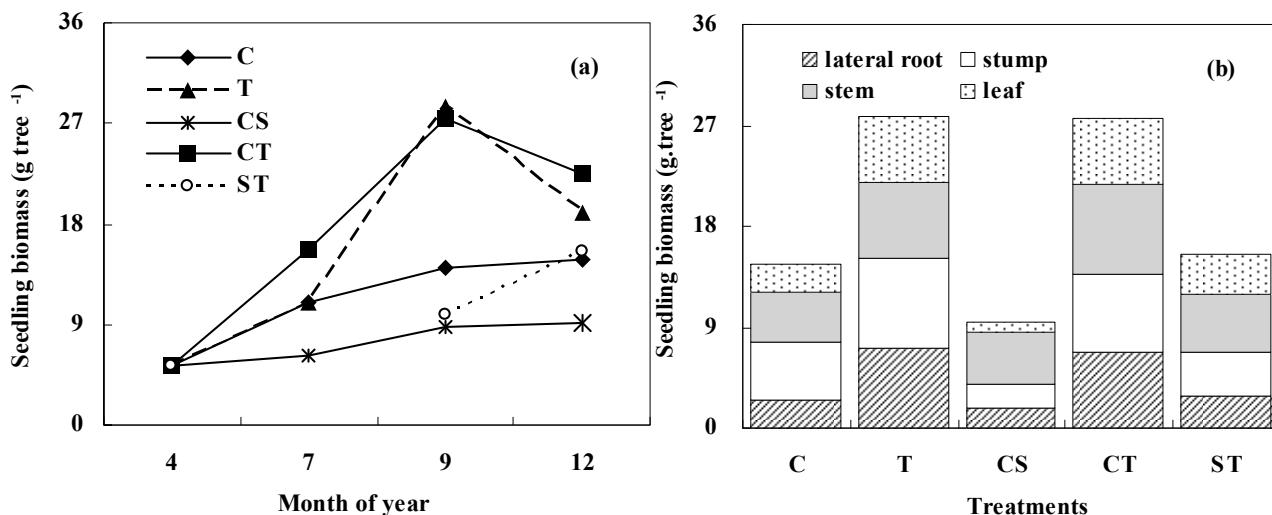 Seedling biomass (g tree -1)
36
27
18
9
0
C
T
CS
CT
ST
(a)
4 7 9 12
Month of year
Seedling biomass (g.tree -1)
36
27
18
9
0
lateral root stump
stem leaf
(b)
C T CS CT ST
Treatments